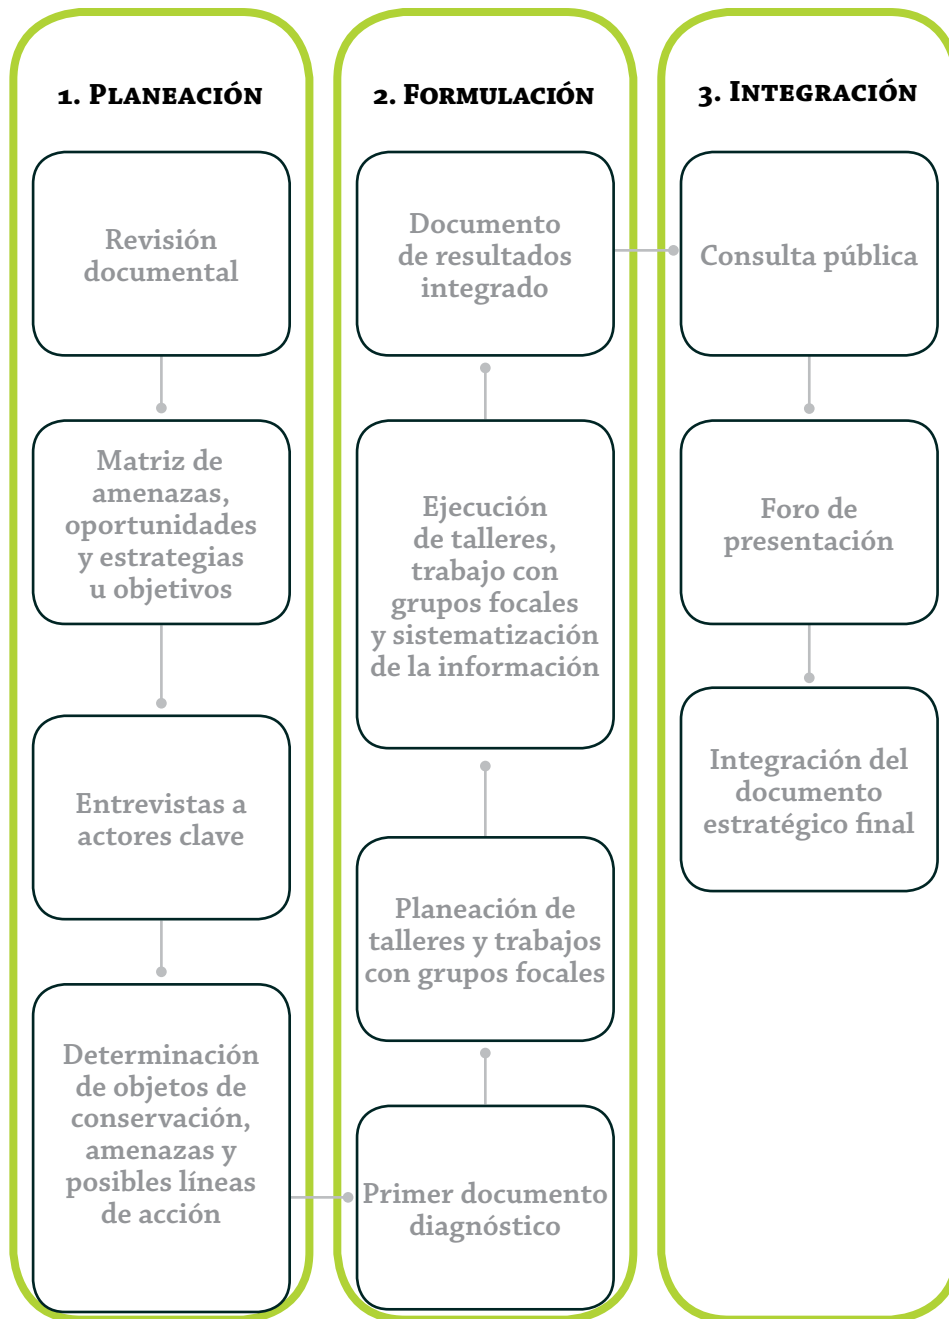 1. Planeación
Revisión
documental
Matriz de
amenazas,
oportunidades
y estrategias
u objetivos
Entrevistas a
actores clave
Determinación
de objetos de
conservación,
amenazas y
posibles líneas
de acción
2. Formulación
Documento
de resultados
integrado
Ejecución
de talleres,
trabajo con
grupos focales
y sistematización
de la información
Planeación de
talleres y trabajos
con grupos focales
Primer documento
diagnóstico
3. Integración
Consulta pública
Foro de
presentación
Integración del
documento
estratégico final